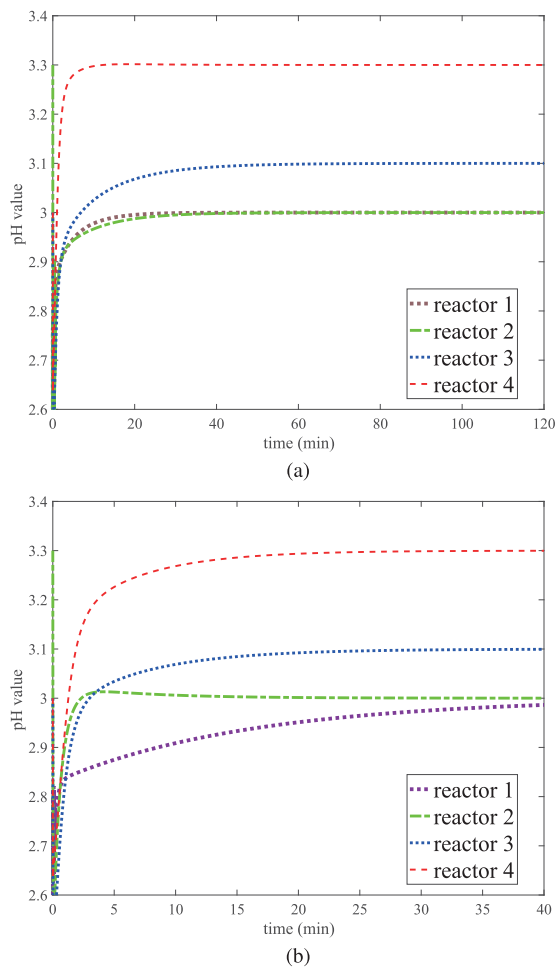 3.4
3.3
3.2
3.1
3
2.9
2.8
2.7
2.6
pH value
0 20 40 60 80 100 120
time (min)
reactor 1
reactor 2
reactor 3
reactor 4
(a)
3.4
3.3
3.2
3.1
3
2.9
2.8
2.7
2.6
pH value
0 5 10 15 20 25 30 35 40
time (min)
reactor 1
reactor 2
reactor 3
reactor 4
(b)